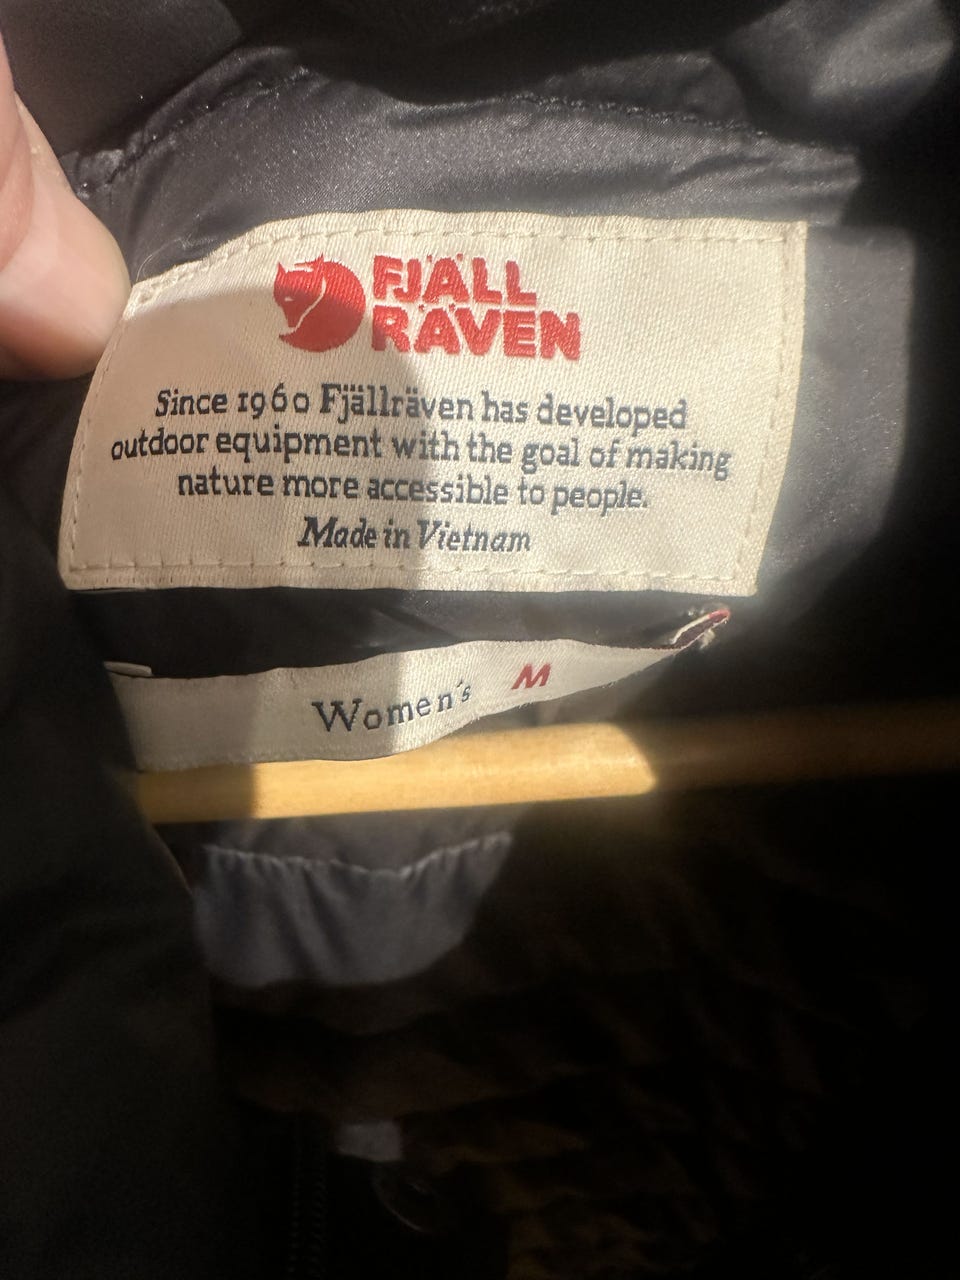 FJÄLL
RÄVEN
Since 1960 Fjällräven has developed
outdoor equipment with the goal of making
nature more accessible to people.
Made in Vietnam
Women's M